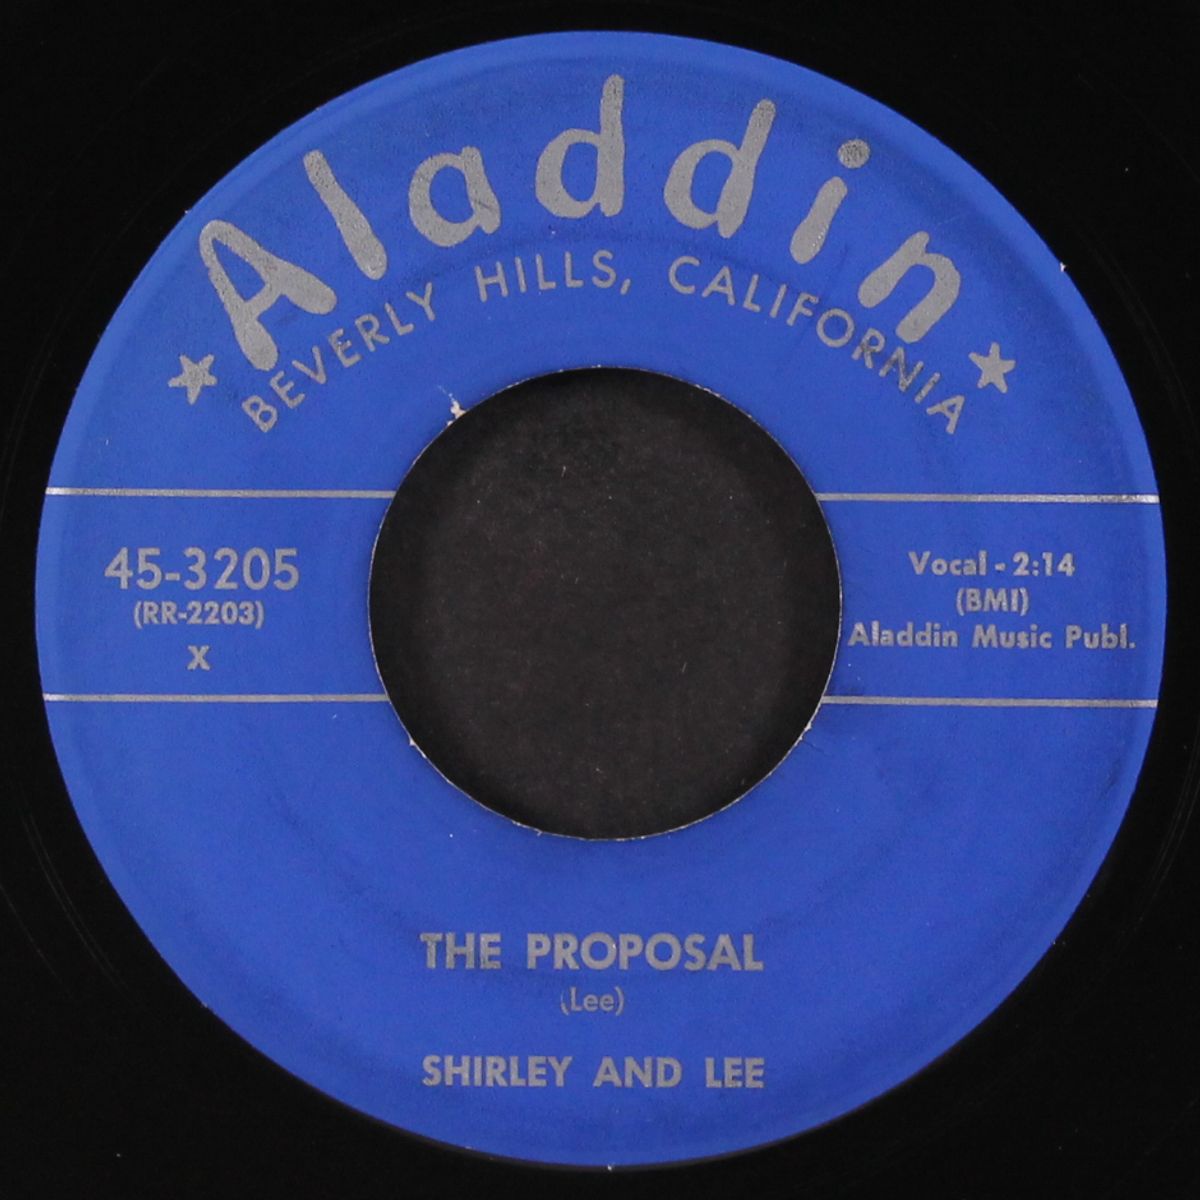 Aladdin
BEVERLY HILLS, CALIFORNIA
45-3205
(RR-2203)
X
Vocal - 2:14
(BMI)
Aladdin Music Publ.
THE PROPOSAL
(Lee)
SHIRLEY AND LEE